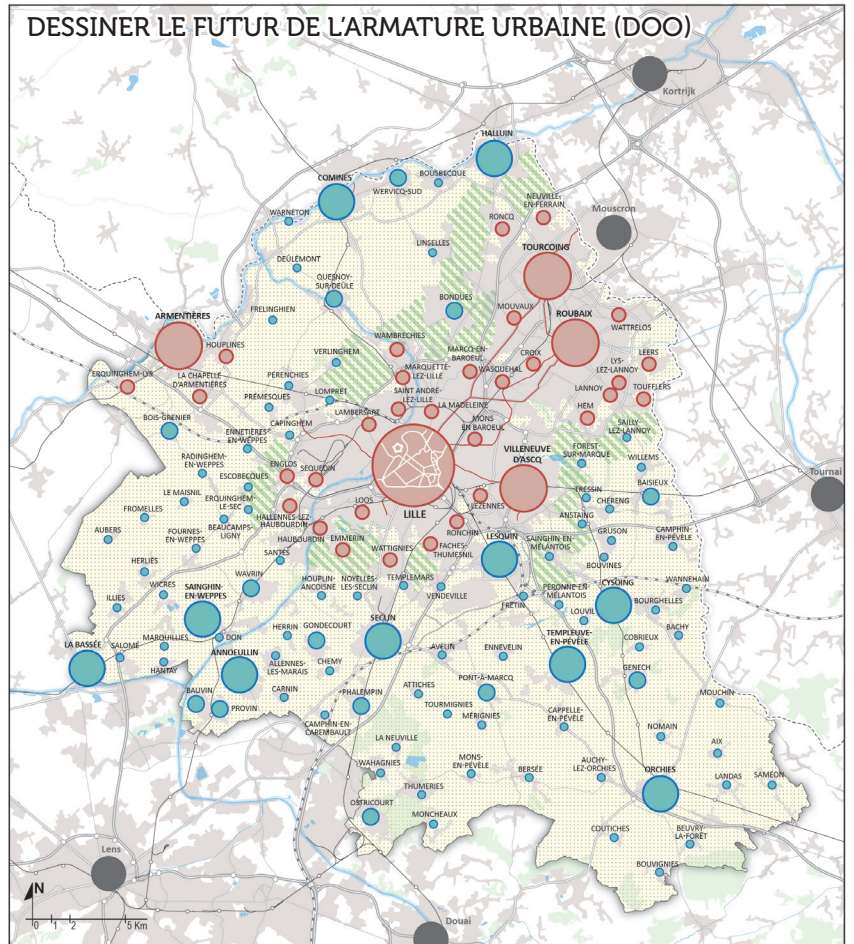 DESSINER LE FUTUR DE L'ARMATURE URBAINE (DOO)
Kortrijk
HALLUIN
COMINES
WERVICQ-SUD
BOUSBECQUE
NEUVILLE-
EN-FERRAIN
RONCQ
Mouscron
WARNETON
LINSELLES
TOURCOING
DEÛLEMONT
QUESNOY-
SUR-DEÛLE
BONDUES
MOUVAUX
ROUBAIX
WATTRELOS
ARMENTIÈRES
FRELINGHIEN
HOUPLINES
WAMBRECHIES
MARCQ-EN-
BAROEUL
CROIX
LYS-
LEZ-LANNOY
LEERS
ERQUINGHEM-LYS
LA CHAPELLE
D'ARMENTIÈRES
VERLINGHEM
MARQUETTE-
LEZ-LILLE
WASQUEHAL
LANNOY
TOUFFLERS
PÉRENCHIES
PRÉMESQUES
LOMPRET
SAINT ANDRÉ-
LEZ-LILLE
LA MADELEINE
HEM
BOIS-GRENIER
CAPINGHEM
LAMBERSART
MONS
EN BAROEUL
SAILLY-
LEZ-LANNOY
ENNETIÈRES-
EN-WEPPES
VILLENEUVE
D'ASCQ
FOREST-
SUR-MARQUE
WILLEMS
RADINGHEM-
EN-WEPPES
ENGLOS
SEQUEDIN
Tournai
ESCOBECQUES
TRESSIN
BAISIEUX
LE MAISNIL
ERQUINGHEM
LE-SEC
LOOS
LILLE
LEZENNES
CHÉRENG
FROMELLES
HALLENNES-LEZ-
HAUBOURDIN
ANSTAING
BEAUCAMPS-
LIGNY
HAUBOURDIN
RONCHIN
GRUSON
AUBERS
FOURNES-
EN-WEPPES
EMMERIN
FACHES-
THUMESNIL
LESQUIN
SAINGHIN-EN-
MÉLANTOIS
CAMPHIN-
EN-PÉVÈLE
WATTIGNIES
BOUVINES
SANTES
HERLIES
WICRES
WAVRIN
HOUPLIN-
ANCOISNE
NOYELLES-
LES-SECLIN
TEMPLEMARS
VENDEVILLE
PÉRONNE-EN-
MÉLANTOIS
CYSOING
WANNEHAIN
SAINGHIN-
EN-WEPPES
FRETIN
BOURGHELLES
ILLIES
LOUVIL
BACHY
SECLIN
HERRIN
GONDECOURT
LA BASSÉE
SALOMÉ
MARQUILLIES
DON
TEMPLEUVE-
EN-PÉVÈLE
COBRIEUX
HANTAY
ANNOEULLIN
ALLENNES-
LES-MARAIS
CHEMY
AVELIN
ENNEVELIN
GENECH
BAUVIN
PROVIN
CARNIN
PHALEMPIN
ATTICHES
PONT-À-MARCQ
MOUCHIN
CAMPHIN-EN-
CAREMBAULT
TOURMIGNIES
MÉRIGNIES
CAPPELLE-
EN-PÉVÈLE
NOMAIN
LA NEUVILLE
AIX
WAHAGNIES
MONS-
EN-PÉVÈLE
BERSÉE
AUCHY-
LEZ-ORCHIES
ORCHIES
LANDAS
SAMÉON
THUMERIES
OSTRICOURT
MONCHEAUX
COUTICHES
BEUVRY-
LA-FORÊT
Lens
BOUVIGNIES
N
0 1 2 5 Km
Douai